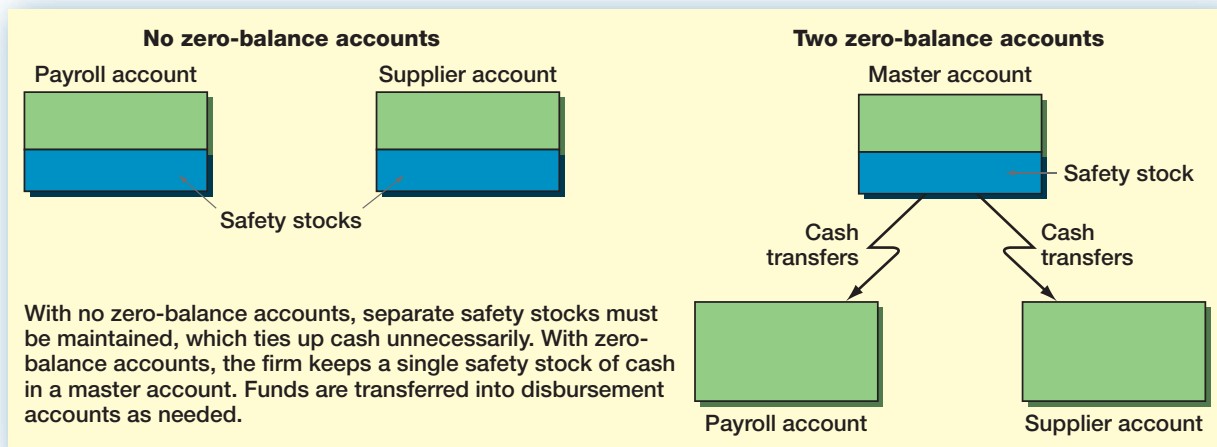 No zero-balance accounts
Payroll account
Supplier account
Safety stocks
With no zero-balance accounts, separate safety stocks must
be maintained, which ties up cash unnecessarily. With zero-
balance accounts, the firm keeps a single safety stock of cash
in a master account. Funds are transferred into disbursement
accounts as needed.
Two zero-balance accounts
Master account
Safety stock
Cash
transfers
Cash
transfers
Payroll account
Supplier account